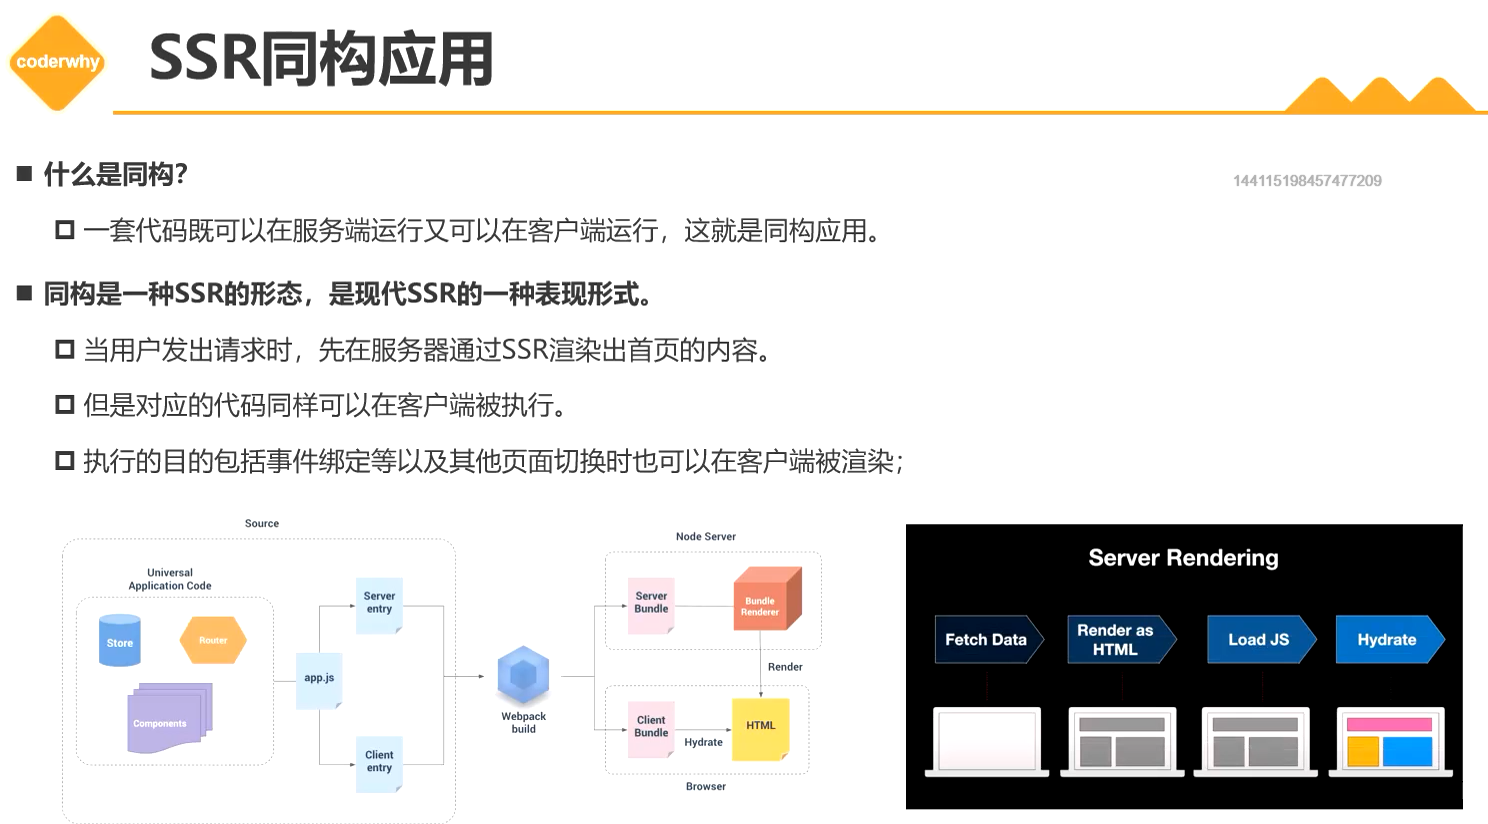 coderwhy
SSR同构应用
什么是同构？
144115198457477209
一套代码既可以在服务端运行又可以在客户端运行，这就是同构应用。
同构是一种SSR的形态，是现代SSR的一种表现形式。
当用户发出请求时，先在服务器通过SSR渲染出首页的内容。
但是对应的代码同样可以在客户端被执行。
执行的目的包括事件绑定等以及其他页面切换时也可以在客户端被渲染；
Source
Universal
Application Code
Store
Router
Components
app.js
Server
entry
Client
entry
Webpack
build
Node Server
Server
Bundle
Bundle
Renderer
Render
Client
Bundle
Hydrate
HTML
Browser
Server Rendering
Fetch Data
Render as
HTML
Load JS
Hydrate